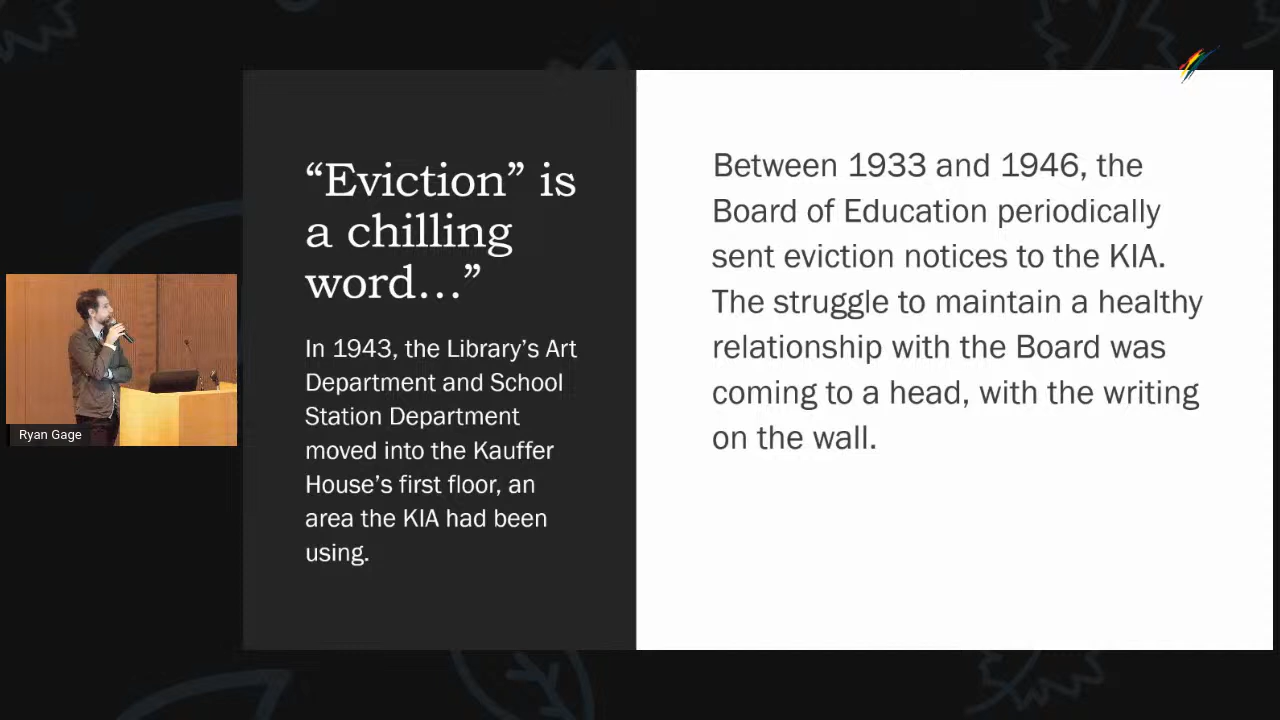 “Eviction” is
a chilling
word…”
In 1943, the Library’s Art
Department and School
Station Department
moved into the Kauffer
House’s first floor, an
area the KIA had been
using.
Between 1933 and 1946, the
Board of Education periodically
sent eviction notices to the KIA.
The struggle to maintain a healthy
relationship with the Board was
coming to a head, with the writing
on the wall.
Ryan Gage